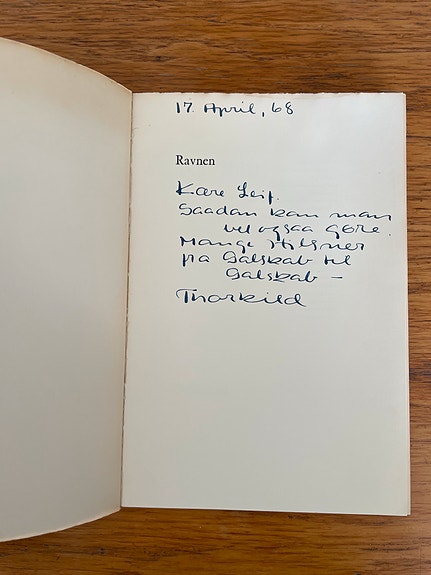 17. April, 68
Ravnen
Kære Leif.
Saadan kan man
vel ogsaa gøre.
Mange Hilsner
fra Galskab til
Galskab –
Thorkild